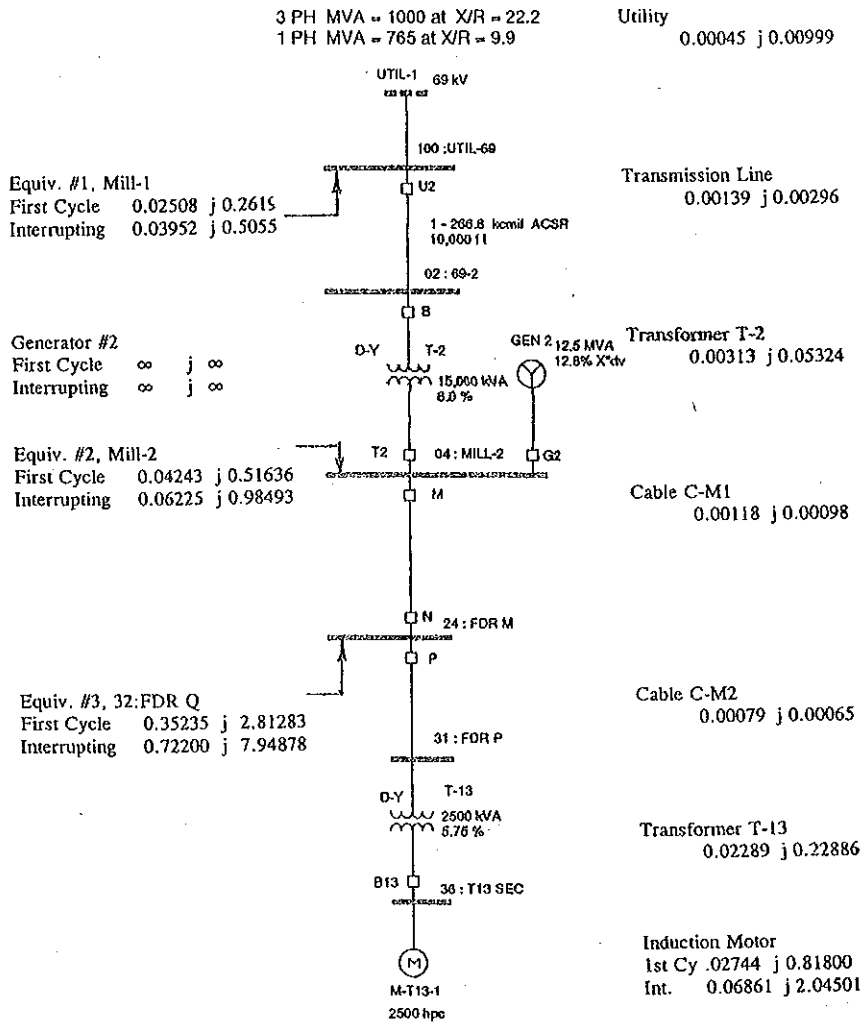 3 PH MVA = 1000 at X/R = 22.2
1 PH MVA = 765 at X/R = 9.9
Utility
0.00045 j 0.00999
UTIL-1 69 kV
100 :UTIL-69
Equiv. #1, Mill-1
First Cycle 0.02508 j 0.2619
Interrupting 0.03952 j 0.5055
U2
Transmission Line
0.00139 j 0.00296
1 - 266.8 kcmil ACSR
10,000 ft
02 : 69-2
B
Generator #2
First Cycle ∞ j ∞
Interrupting ∞ j ∞
D-Y T-2
15,000 kVA
8.0 %
GEN 2 12.5 MVA
12.8% X"dv
Transformer T-2
0.00313 j 0.05324
Equiv. #2, Mill-2
First Cycle 0.04243 j 0.51636
Interrupting 0.06225 j 0.98493
T2 04 : MILL-2 G2
M
Cable C-M1
0.00118 j 0.00098
N 24 : FDR M
P
Equiv. #3, 32:FDR Q
First Cycle 0.35235 j 2.81283
Interrupting 0.72200 j 7.94878
Cable C-M2
0.00079 j 0.00065
31 : FDR P
D-Y T-13
2500 kVA
5.75 %
Transformer T-13
0.02289 j 0.22886
B13 36 : T13 SEC
M
M-T13-1
2500 hpc
Induction Motor
1st Cy .02744 j 0.81800
Int. 0.06861 j 2.04501